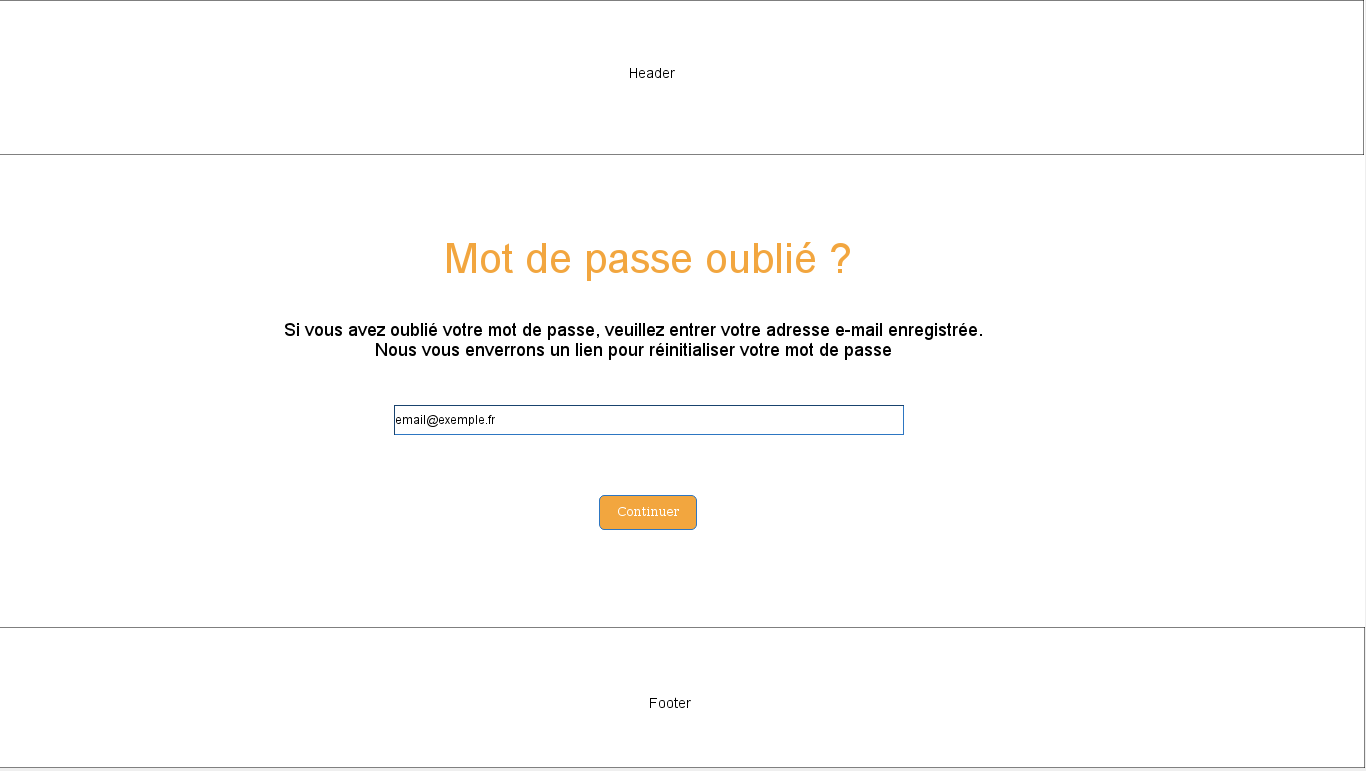 Header
Mot de passe oublié ?
Si vous avez oublié votre mot de passe, veuillez entrer votre adresse e-mail enregistrée.
Nous vous enverrons un lien pour réinitialiser votre mot de passe
email@exemple.fr
Continuer
Footer